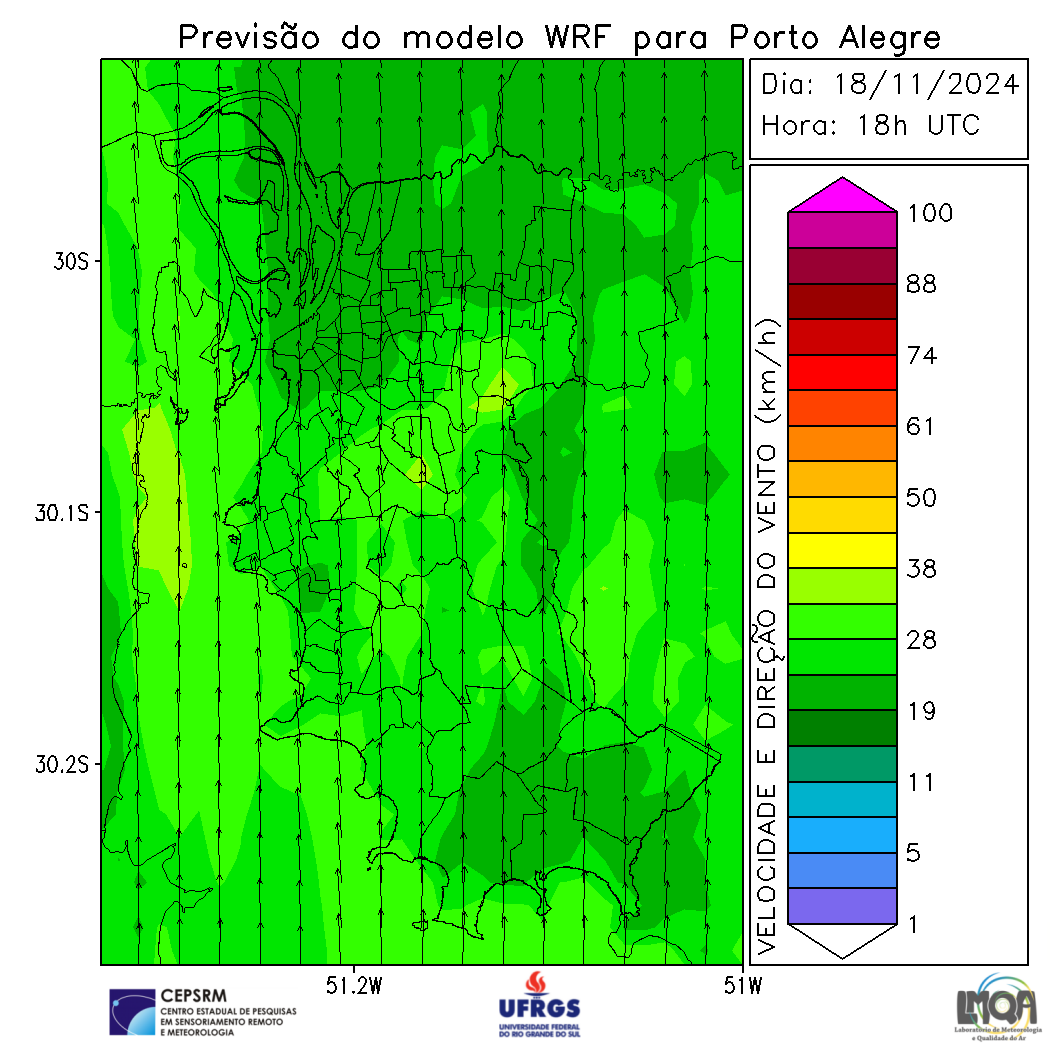 Previsão do modelo WRF para Porto Alegre
Dia: 18/11/2024
Hora: 18h UTC
30S
30.1S
30.2S
51.2W
51W
VELOCIDADE E DIREÇÃO DO VENTO (km/h)
100
88
74
61
50
38
28
19
11
5
1
CEPSRM
CENTRO ESTADUAL DE PESQUISAS
EM SENSORIAMENTO REMOTO
E METEOROLOGIA
UFRGS
UNIVERSIDADE FEDERAL
DO RIO GRANDE DO SUL
LMQA
Laboratório de Meteorologia
e Qualidade do Ar